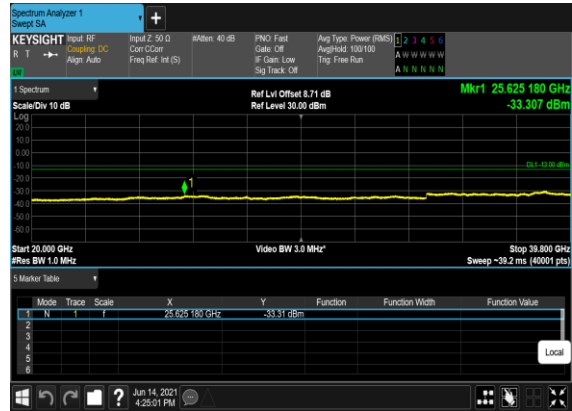 Spectrum Analyzer 1
Swept SA
+
KEYSIGHT Input: RF Input Z: 50 Ω #Atten: 40 dB PNO: Fast Avg Type: Power (RMS) 1 2 3 4 5 6
R T Coupling: DC Corr CCorr Gate: Off Avg|Hold: 100/100 A W W W W W
Align: Auto Freq Ref: Int (S) IF Gain: Low Trig: Free Run A N N N N N
Sig Track: Off
1 Spectrum Ref Lvl Offset 8.71 dB Mkr1 25.625 180 GHz
Scale/Div 10 dB Ref Level 30.00 dBm -33.307 dBm
Log
20.0
10.0
0.00
-10.0 DL1 -13.00 dBm
-20.0
-30.0 1
-40.0
-50.0
-60.0
Start 20.000 GHz Video BW 3.0 MHz* Stop 39.800 GHz
#Res BW 1.0 MHz Sweep ~39.2 ms (40001 pts)
5 Marker Table
Mode Trace Scale X Y Function Function Width Function Value
1 N 1 f 25.625 180 GHz -33.31 dBm
2
3
4
5
6
Local
? Jun 14, 2021
4:25:01 PM